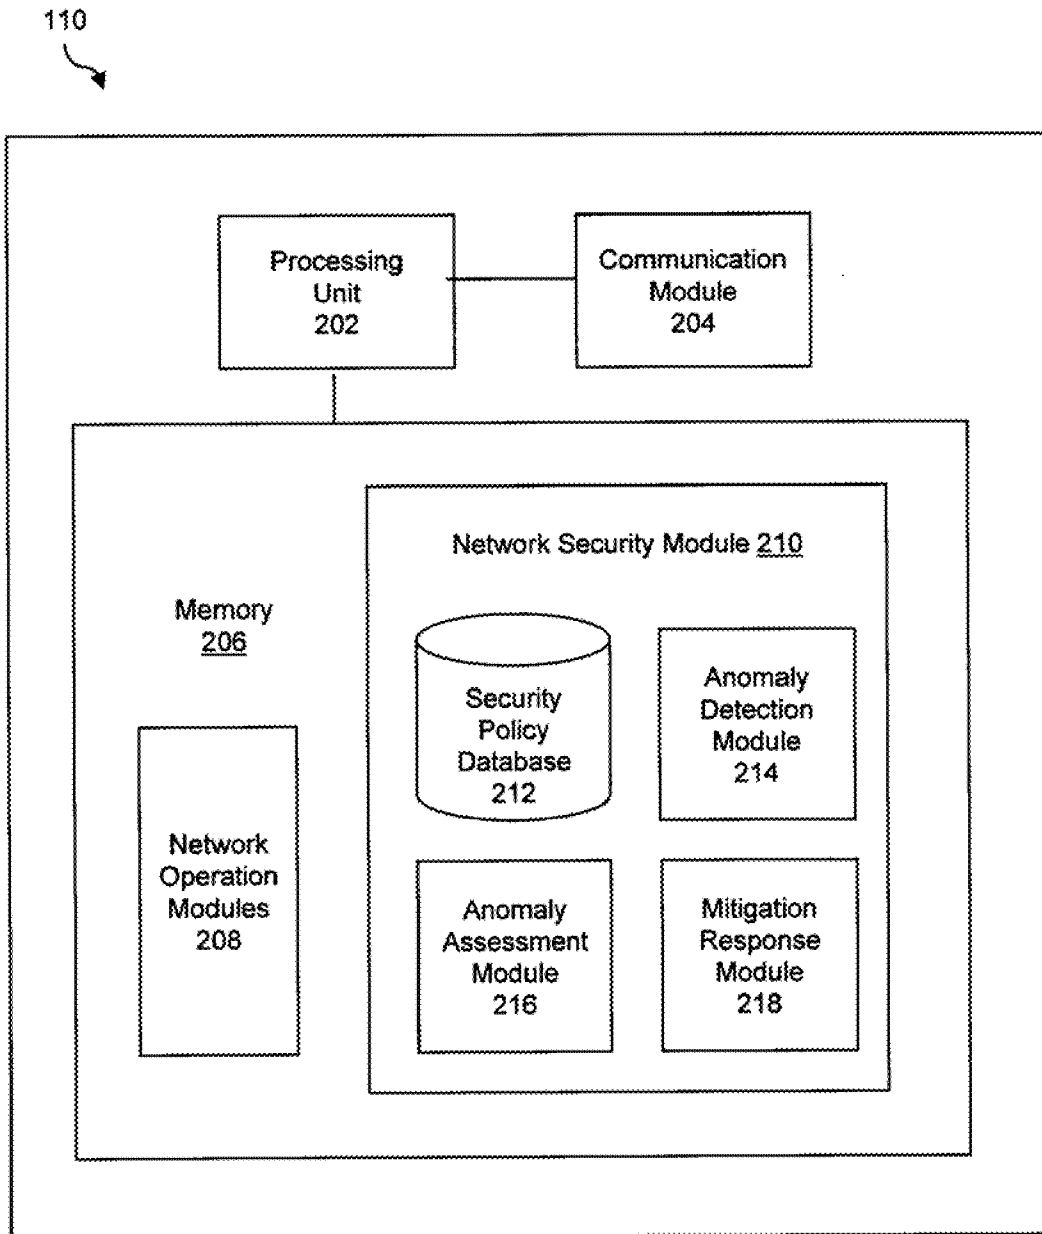 110
Processing
Unit
202
Communication
Module
204
Network Security Module 210
Memory
206
Security
Policy
Database
212
Anomaly
Detection
Module
214
Network
Operation
Modules
208
Anomaly
Assessment
Module
216
Mitigation
Response
Module
218